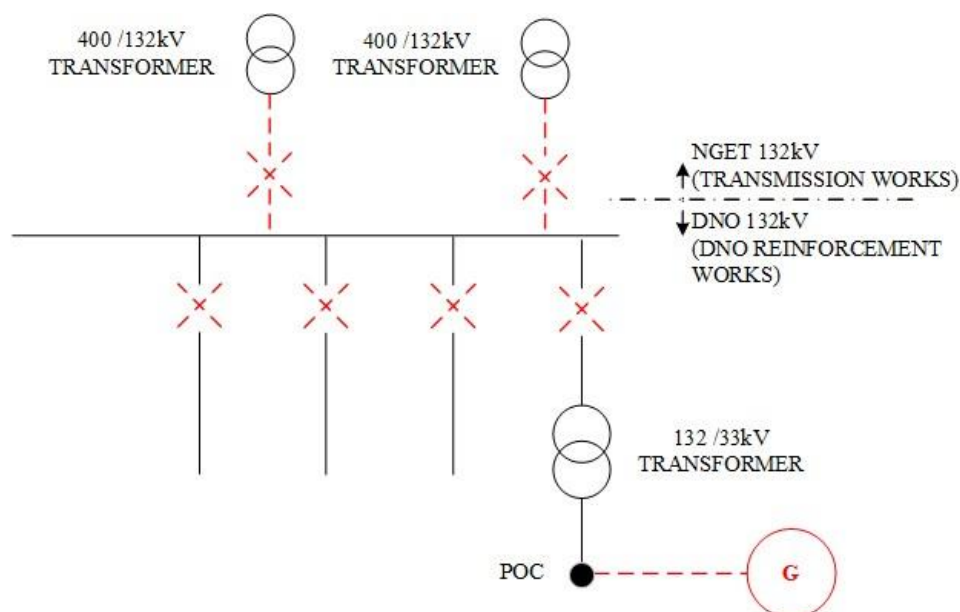 400 /132kV
TRANSFORMER
400 /132kV
TRANSFORMER
NGET 132kV
(TRANSMISSION WORKS)
DNO 132kV
(DNO REINFORCEMENT
WORKS)
132 /33kV
TRANSFORMER
POC
G